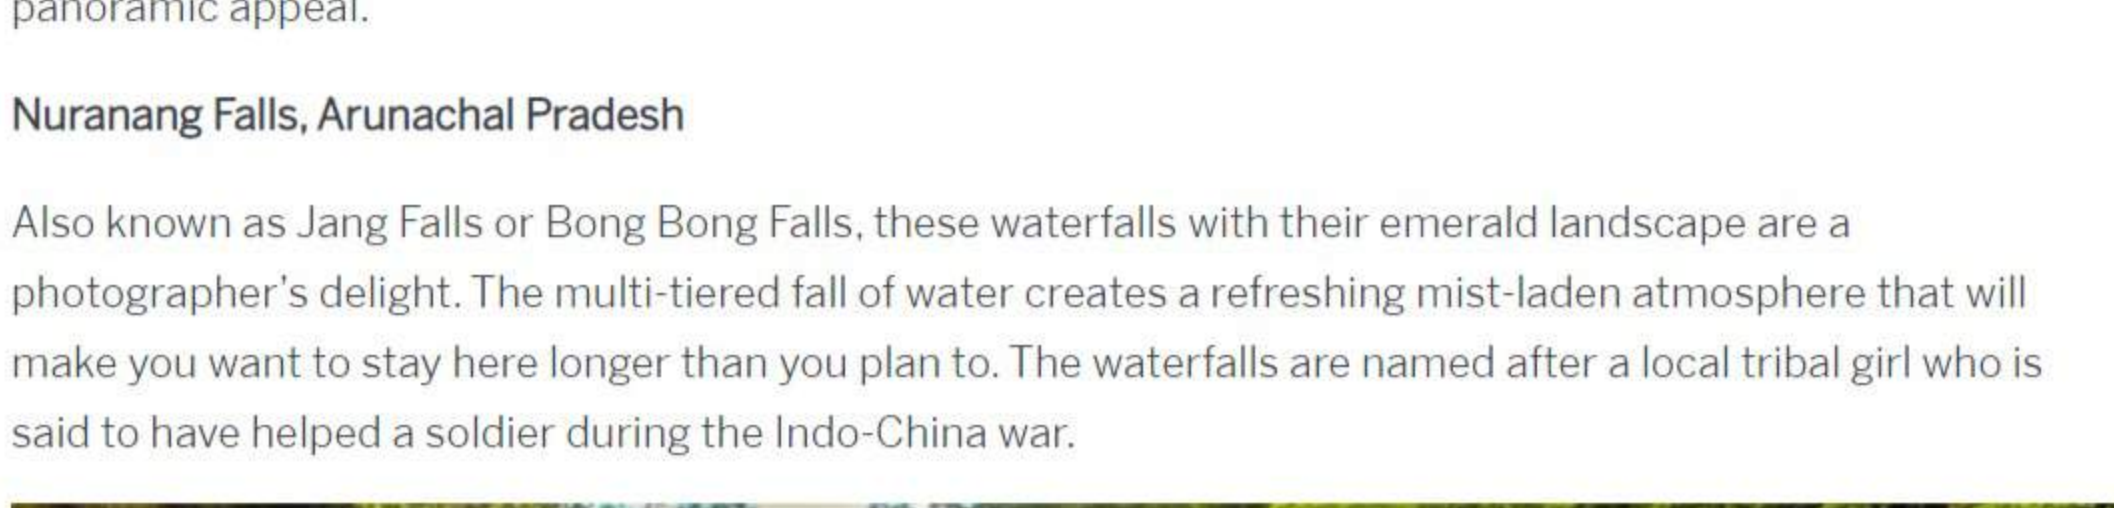 panoramic appeal.
Nuranang Falls, Arunachal Pradesh
Also known as Jang Falls or Bong Bong Falls, these waterfalls with their emerald landscape are a
photographer's delight. The multi-tiered fall of water creates a refreshing mist-laden atmosphere that will
make you want to stay here longer than you plan to. The waterfalls are named after a local tribal girl who is
said to have helped a soldier during the Indo-China war.